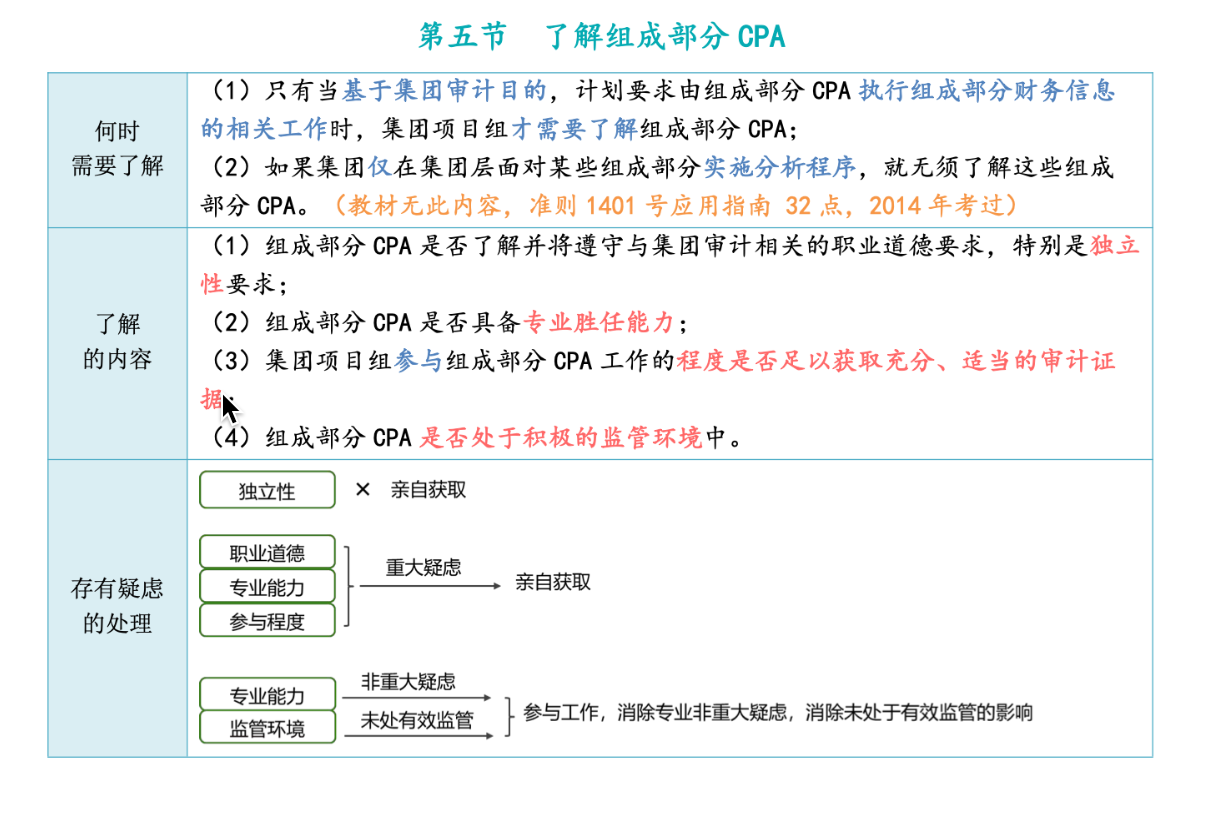 第五节 了解组成部分 CPA
何时
需要了解
（1）只有当基于集团审计目的，计划要求由组成部分 CPA 执行组成部分财务信息
的相关工作时，集团项目组才需要了解组成部分 CPA；
（2）如果集团仅在集团层面对某些组成部分实施分析程序，就无须了解这些组成
部分 CPA。（教材无此内容，准则 1401 号应用指南 32 点，2014 年考过）
了解
的内容
（1）组成部分 CPA 是否了解并将遵守与集团审计相关的职业道德要求，特别是独立
性要求；
（2）组成部分 CPA 是否具备专业胜任能力；
（3）集团项目组参与组成部分 CPA 工作的程度是否足以获取充分、适当的审计证
据；
（4）组成部分 CPA 是否处于积极的监管环境中。
存有疑虑
的处理
独立性 × 亲自获取
职业道德
专业能力
参与程度
重大疑虑
亲自获取
专业能力
非重大疑虑
监管环境
未处有效监管
参与工作，消除专业非重大疑虑，消除未处于有效监管的影响